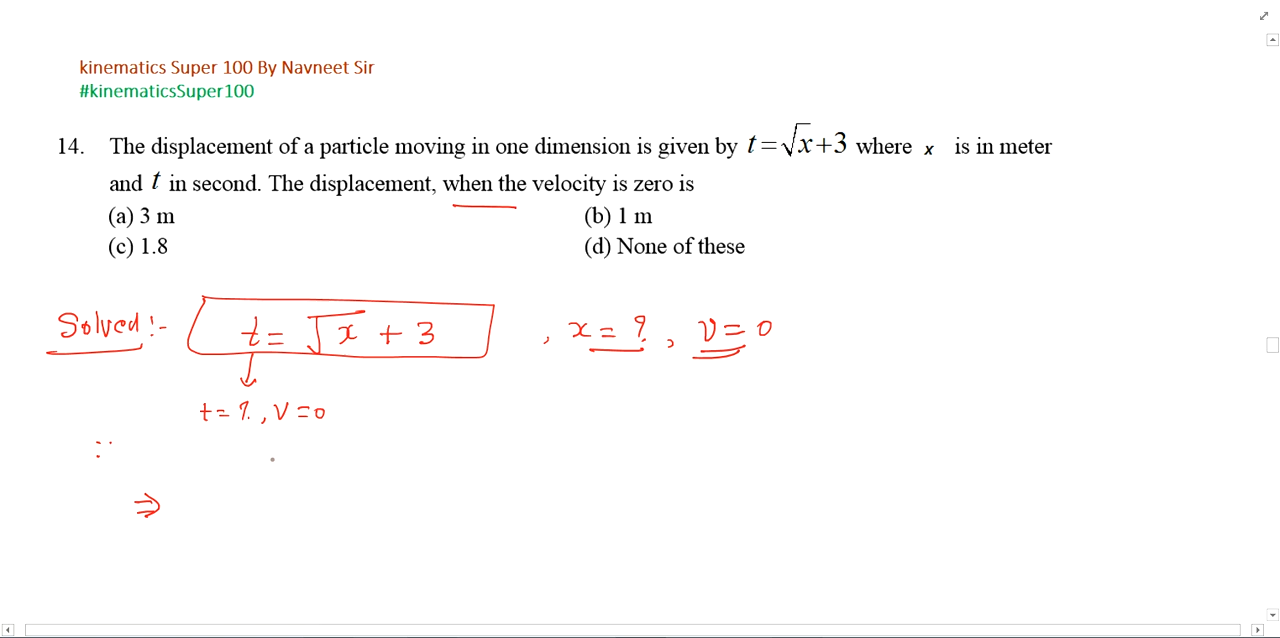 kinematics Super 100 By Navneet Sir
#kinematicsSuper100
14. The displacement of a particle moving in one dimension is given by t=√x+3 where x is in meter
and t in second. The displacement, when the velocity is zero is
(a) 3 m (b) 1 m
(c) 1.8 (d) None of these
Solved:- t= √x + 3 , x = ? , v = 0
t = ? , v = 0
∵
⇒